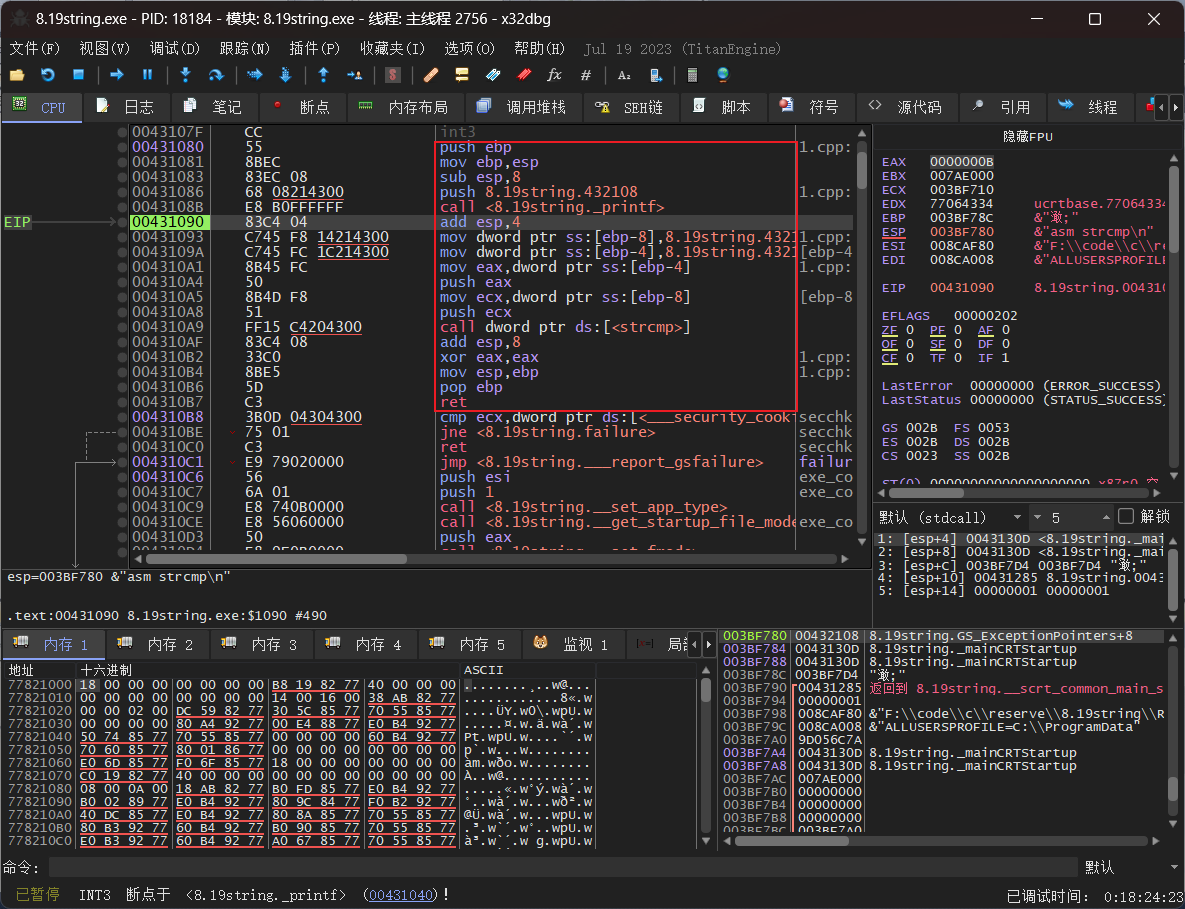 8.19string.exe - PID: 18184 - 模块: 8.19string.exe - 线程: 主线程 2756 - x32dbg
文件(F) 视图(V) 调试(D) 跟踪(N) 插件(P) 收藏夹(I) 选项(O) 帮助(H) Jul 19 2023 (TitanEngine)
CPU 日志 笔记 断点 内存布局 调用堆栈 SEH链 脚本 符号 源代码 引用 线程
0043107F CC int3
00431080 55 push ebp 1.cpp:
00431081 8BEC mov ebp,esp
00431083 83EC 08 sub esp,8
00431086 68 08214300 push 8.19string.432108 1.cpp:
0043108B E8 B0FFFFFF call <8.19string._printf>
EIP 00431090 83C4 04 add esp,4
00431093 C745 F8 14214300 mov dword ptr ss:[ebp-8],8.19string.4321 1.cpp:
0043109A C745 FC 1C214300 mov dword ptr ss:[ebp-4],8.19string.4321 [ebp-4
004310A1 8B45 FC mov eax,dword ptr ss:[ebp-4] 1.cpp:
004310A4 50 push eax
004310A5 8B4D F8 mov ecx,dword ptr ss:[ebp-8] [ebp-8
004310A8 51 push ecx
004310A9 FF15 C4204300 call dword ptr ds:[<strcmp>]
004310AF 83C4 08 add esp,8
004310B2 33C0 xor eax,eax 1.cpp:
004310B4 8BE5 mov esp,ebp 1.cpp:
004310B6 5D pop ebp
004310B7 C3 ret
004310B8 3B0D 04304300 cmp ecx,dword ptr ds:[<___security_cook secchk
004310BE 75 01 jne <8.19string.failure> secchk
004310C0 C3 ret secchk
004310C1 E9 79020000 jmp <8.19string.___report_gsfailure> failur
004310C6 56 push esi exe_co
004310C7 6A 01 push 1 exe_co
004310C9 E8 740B0000 call <8.19string.__set_app_type>
004310CE E8 56060000 call <8.19string.__get_startup_file_mode exe_co
004310D3 50 push eax
隐藏FPU
EAX 0000000B
EBX 007AE000
ECX 003BF710
EDX 77064334 ucrtbase.77064334
EBP 003BF78C
ESP 003BF780 &"asm strcmp\n"
ESI 008CAF80 &"F:\\code\\c\\re
EDI 008CA008 &"ALLUSERSPROFILE
EIP 00431090 8.19string.004310
EFLAGS 00000202
ZF 0 PF 0 AF 0
OF 0 SF 0 DF 0
CF 0 TF 0 IF 1
LastError 00000000 (ERROR_SUCCESS)
LastStatus 00000000 (STATUS_SUCCESS)
GS 002B FS 0053
ES 002B DS 002B
CS 0023 SS 002B
默认 (stdcall) 5 解锁
1: [esp+4] 0043130D <8.19string._mai
2: [esp+8] 0043130D <8.19string._mai
3: [esp+C] 003BF7D4 003BF7D4
4: [esp+10] 00431285 8.19string.0043
5: [esp+14] 00000001 00000001
esp=003BF780 &"asm strcmp\n"
.text:00431090 8.19string.exe:$1090 #490
内存 1 内存 2 内存 3 内存 4 内存 5 监视 1
地址 十六进制 ASCII
77821000 18 00 00 00 00 00 00 00 B8 19 82 77 40 00 00 00
77821010 00 00 00 00 00 00 00 00 14 00 16 00 38 AB 82 77
77821020 00 00 02 00 DC 59 82 77 30 5C 85 77 70 55 85 77
77821030 00 00 00 00 80 A4 92 77 00 E4 88 77 E0 B4 92 77
77821040 50 74 85 77 70 55 85 77 00 00 00 00 60 B4 92 77
77821050 70 60 85 77 80 01 86 77 00 00 00 00 00 00 00 00
77821060 E0 6D 85 77 F0 6F 85 77 18 00 00 00 00 00 00 00
77821070 C0 19 82 77 40 00 00 00 00 00 00 00 00 00 00 00
77821080 08 00 0A 00 18 AB 82 77 B0 FD 85 77 E0 B4 92 77
77821090 B0 02 89 77 E0 B4 92 77 80 9C 84 77 F0 B2 92 77
778210A0 40 DC 85 77 E0 B4 92 77 80 8A 85 77 70 55 85 77
778210B0 80 B3 92 77 60 B4 92 77 B0 90 85 77 70 55 85 77
778210C0 E0 B3 92 77 60 B4 92 77 A0 67 85 77 70 55 85 77
003BF780 00432108 8.19string.GS_ExceptionPointers+8
003BF784 0043130D 8.19string._mainCRTStartup
003BF788 0043130D 8.19string._mainCRTStartup
003BF78C 003BF7D4
003BF790 00431285 返回到 8.19string.__scrt_common_main_s
003BF794 00000001
003BF798 008CAF80 &"F:\\code\\c\\reserve\\8.19string\\R
003BF79C 008CA008 &"ALLUSERSPROFILE=C:\\ProgramData"
003BF7A0 9D056C7A
003BF7A4 0043130D 8.19string._mainCRTStartup
003BF7A8 0043130D 8.19string._mainCRTStartup
003BF7AC 007AE000
003BF7B0 00000000
003BF7B4 00000000
003BF7B8 00000000
003BF7BC 003BF7A0
命令: 默认
已暂停 INT3 断点于 <8.19string._printf> (00431040)! 已调试时间: 0:18:24:23